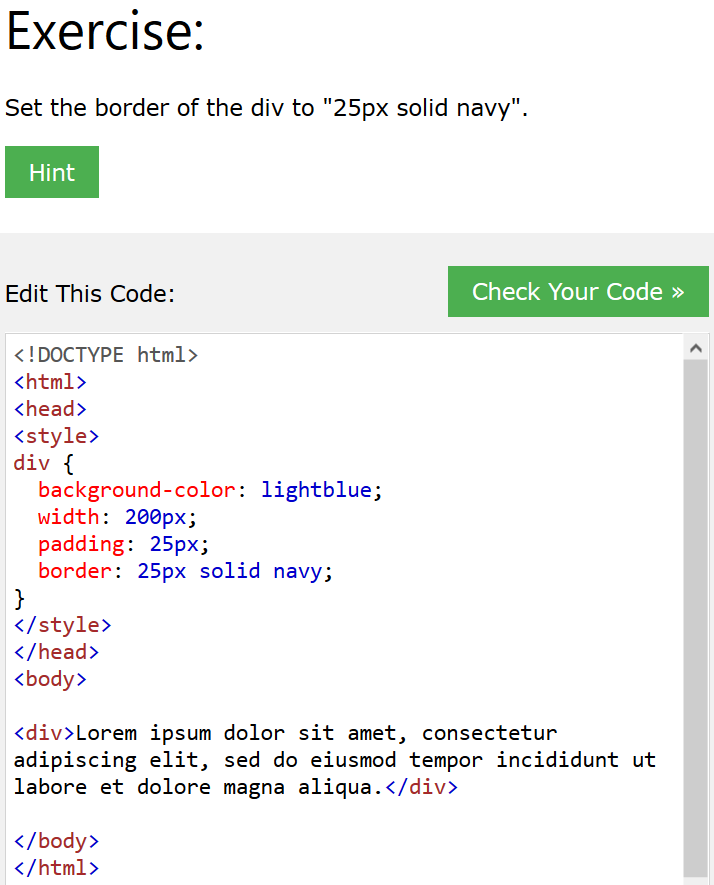 Exercise:
Set the border of the div to "25px solid navy".
Hint
Edit This Code:
Check Your Code »
<!DOCTYPE html>
<html>
<head>
<style>
div {
  background-color: lightblue;
  width: 200px;
  padding: 25px;
  border: 25px solid navy;
}
</style>
</head>
<body>

<div>Lorem ipsum dolor sit amet, consectetur
adipiscing elit, sed do eiusmod tempor incididunt ut
labore et dolore magna aliqua.</div>

</body>
</html>